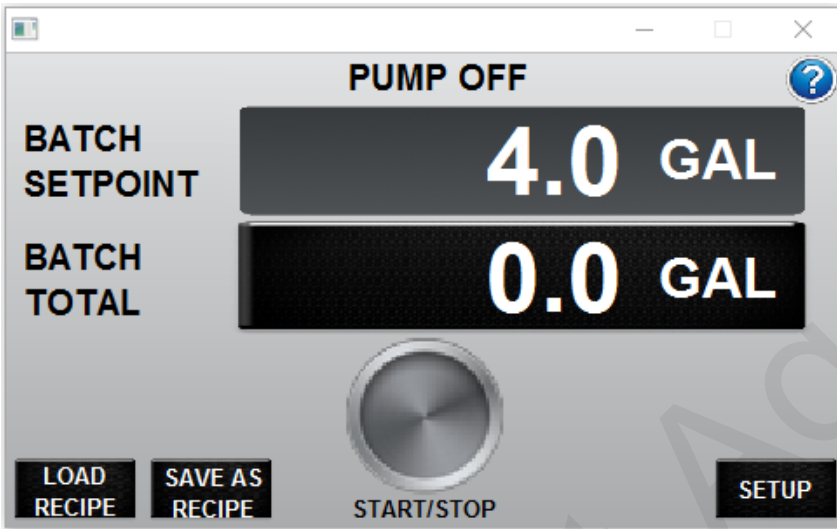 PUMP OFF
?
BATCH
SETPOINT
4.0 GAL
BATCH
TOTAL
0.0 GAL
LOAD
RECIPE
SAVE AS
RECIPE
START/STOP
SETUP